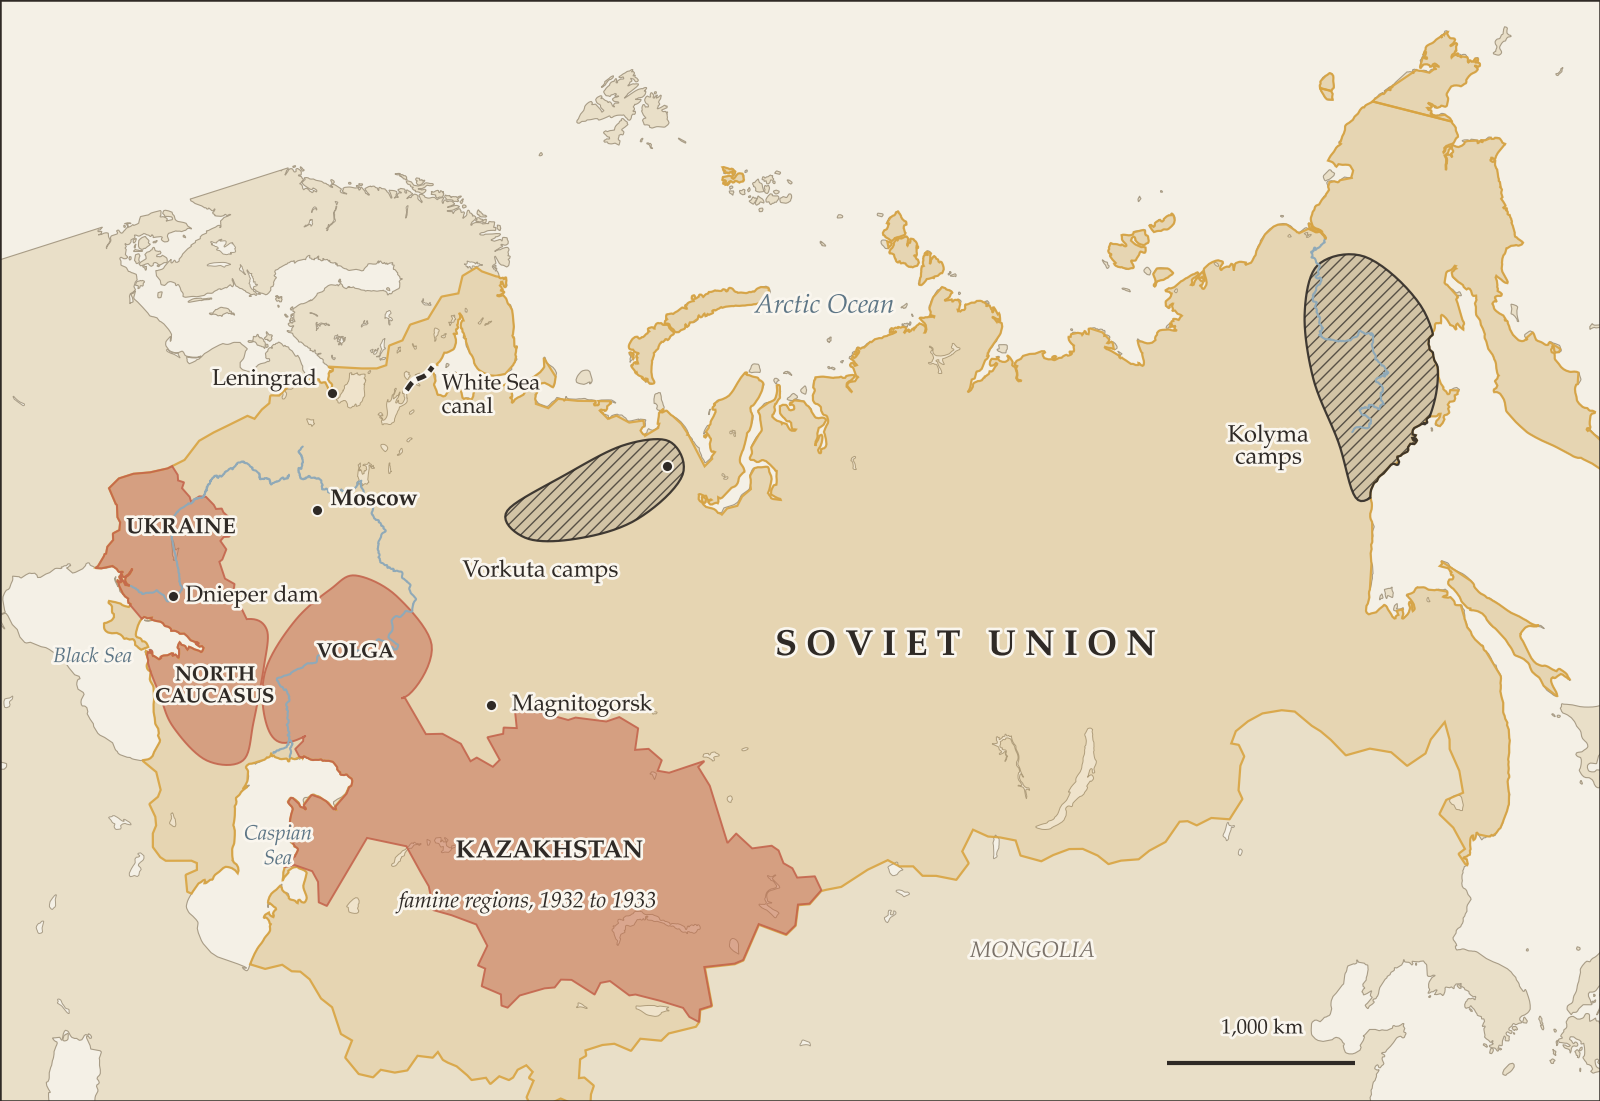 Arctic Ocean
Leningrad
White Sea
canal
Kolyma
camps
Moscow
UKRAINE
Vorkuta camps
Dnieper dam
SOVIET UNION
Black Sea
VOLGA
NORTH
CAUCASUS
Magnitogorsk
Caspian
Sea
KAZAKHSTAN
famine regions, 1932 to 1933
MONGOLIA
1,000 km